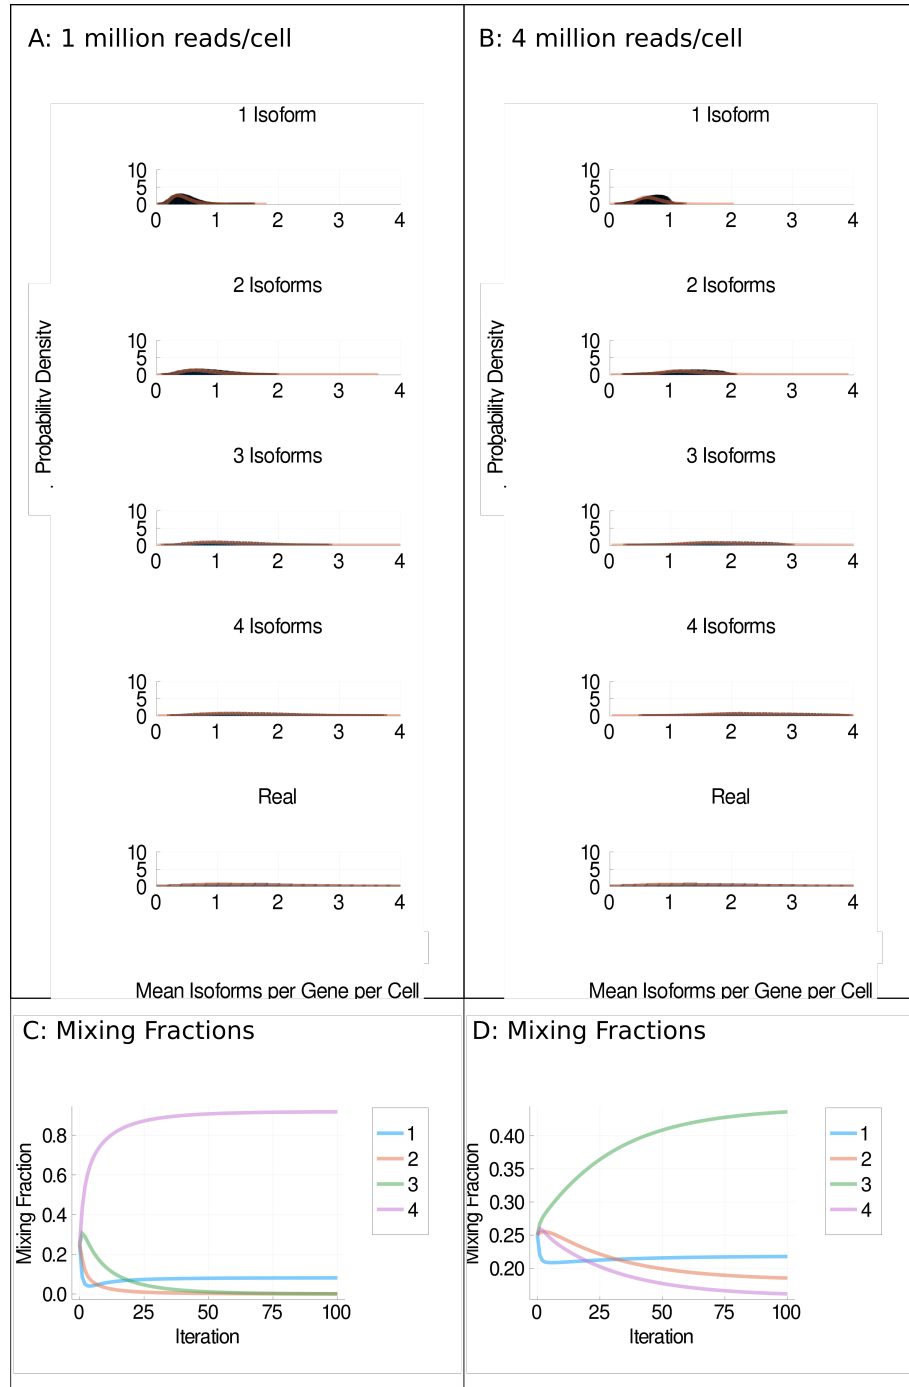 A: 1 million reads/cell
1 Isoform
10
5
0
0 1 2 3 4
2 Isoforms
10
5
0
0 1 2 3 4
3 Isoforms
10
5
0
0 1 2 3 4
4 Isoforms
10
5
0
0 1 2 3 4
Real
10
5
0
0 1 2 3 4
Probability Density
Mean Isoforms per Gene per Cell
B: 4 million reads/cell
1 Isoform
10
5
0
0 1 2 3 4
2 Isoforms
10
5
0
0 1 2 3 4
3 Isoforms
10
5
0
0 1 2 3 4
4 Isoforms
10
5
0
0 1 2 3 4
Real
10
5
0
0 1 2 3 4
Probability Density
Mean Isoforms per Gene per Cell
C: Mixing Fractions
Mixing Fraction
0.8
0.6
0.4
0.2
0.0
0 25 50 75 100
Iteration
1
2
3
4
D: Mixing Fractions
Mixing Fraction
0.40
0.35
0.30
0.25
0.20
0 25 50 75 100
Iteration
1
2
3
4